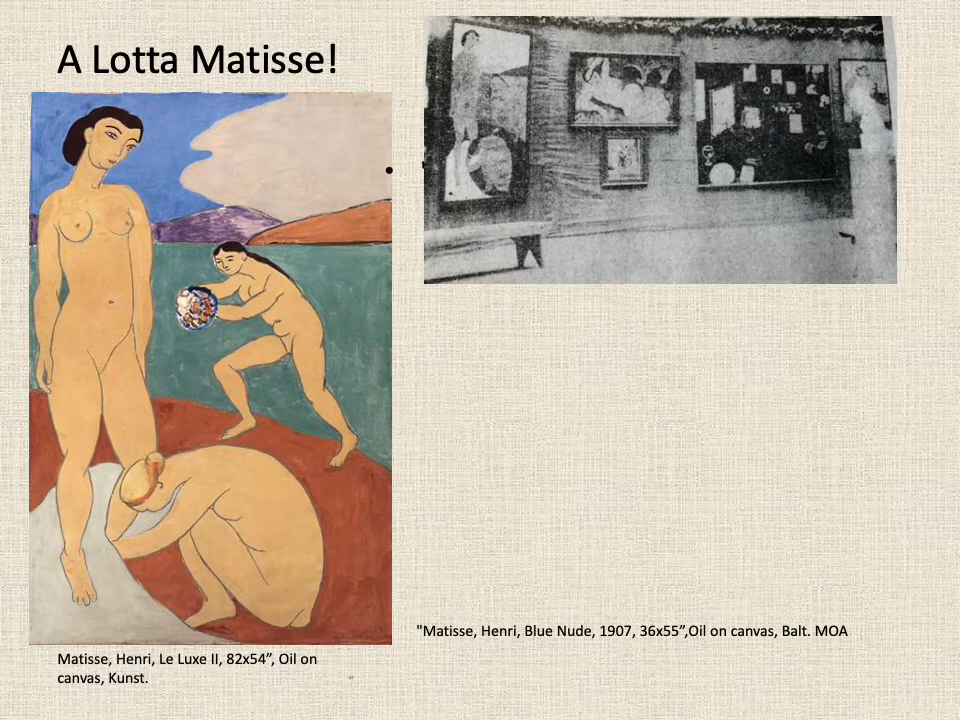 A Lotta Matisse!
"Matisse, Henri, Blue Nude, 1907, 36x55”,Oil on canvas, Balt. MOA
Matisse, Henri, Le Luxe II, 82x54”, Oil on
canvas, Kunst.
”